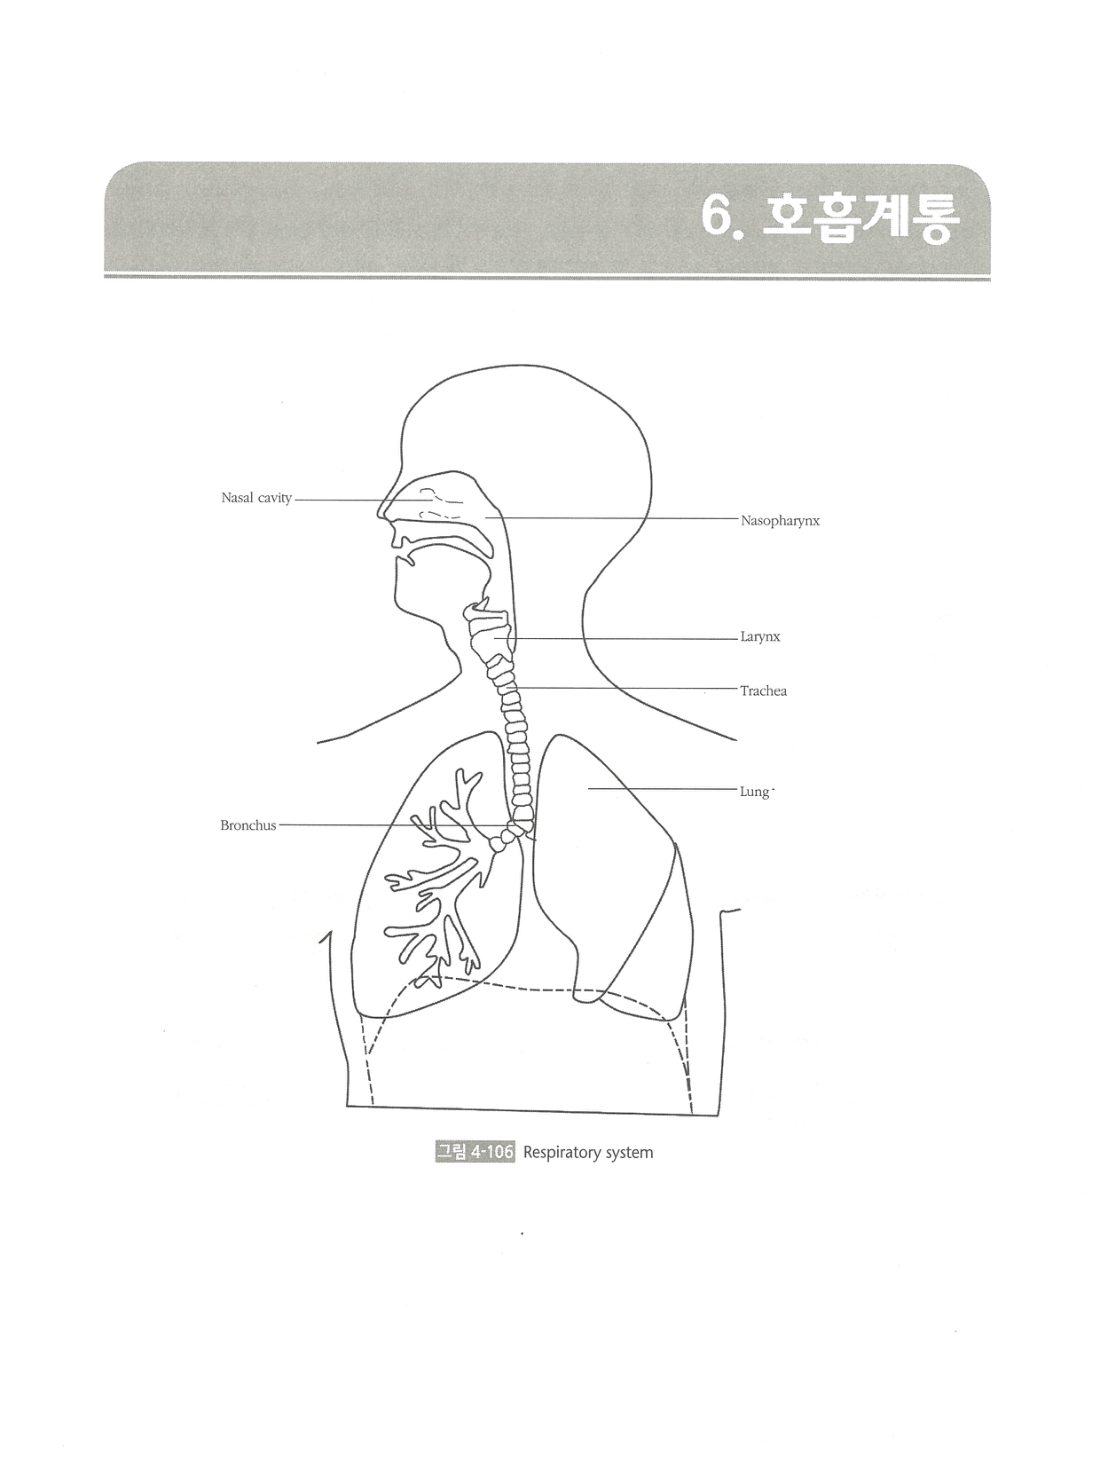 6. 호흡계통
Nasal cavity
Nasopharynx
Larynx
Trachea
Lung
Bronchus
그림 4-106 Respiratory system